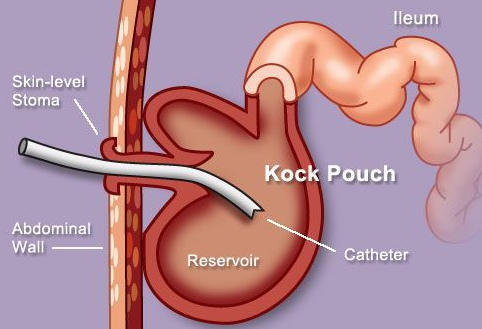 Ileum
Skin-level
Stoma
Kock Pouch
Abdominal
Wall
Reservoir
Catheter